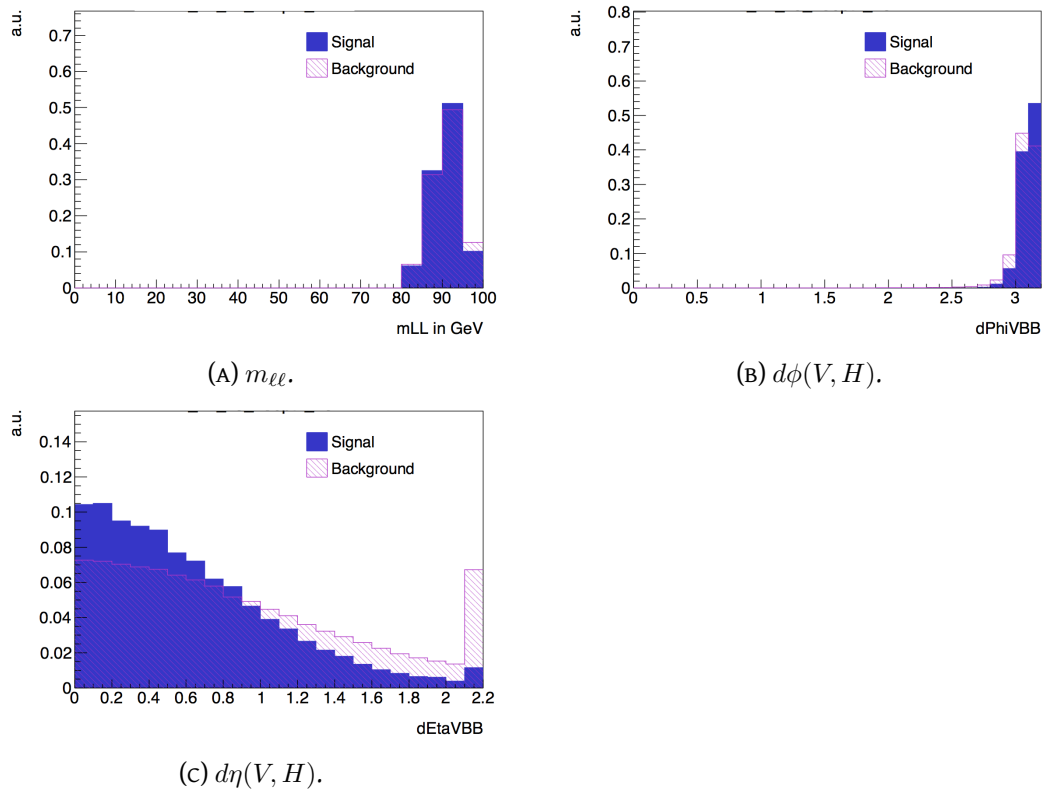 a.u.
0.7
0.6
0.5
0.4
0.3
0.2
0.1
0
Signal
Background
0 10 20 30 40 50 60 70 80 90 100
mLL in GeV
(A) mℓℓ.
a.u.
0.8
0.7
0.6
0.5
0.4
0.3
0.2
0.1
0
Signal
Background
0 0.5 1 1.5 2 2.5 3
dPhiVBB
(B) dϕ(V, H).
a.u.
0.14
0.12
0.1
0.08
0.06
0.04
0.02
0
Signal
Background
0 0.2 0.4 0.6 0.8 1 1.2 1.4 1.6 1.8 2 2.2
dEtaVBB
(C) dη(V, H).